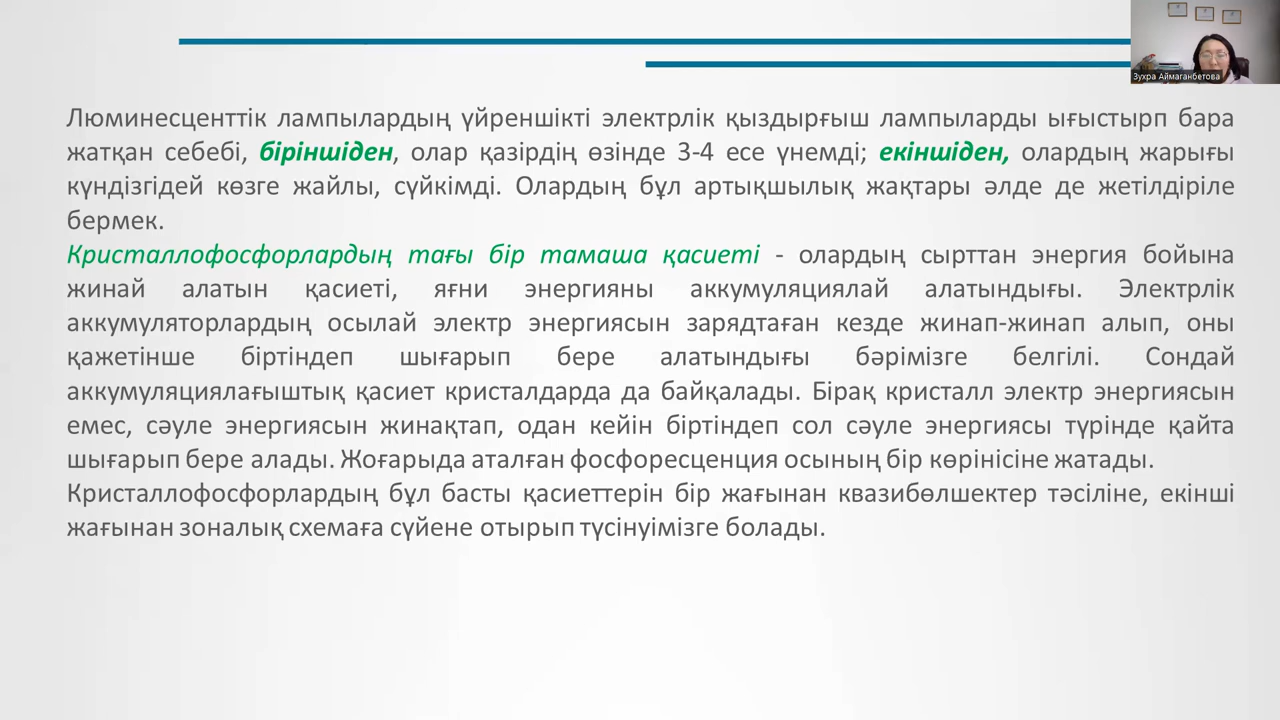 Зухра Аймаганбетова
Люминесценттік лампылардың үйреншікті электрлік қыздырғыш лампыларды ығыстырп бара
жатқан себебі, біріншіден, олар қазірдің өзінде 3-4 есе үнемді; екіншіден, олардың жарығы
күндізгідей көзге жайлы, сүйкімді. Олардың бұл артықшылық жақтары әлде де жетілдіріле
бермек.
Кристаллофосфорлардың тағы бір тамаша қасиеті - олардың сырттан энергия бойына
жинай алатын қасиеті, яғни энергияны аккумуляциялай алатындығы. Электрлік
аккумуляторлардың осылай электр энергиясын зарядтаған кезде жинап-жинап алып, оны
қажетінше біртіндеп шығарып бере алатындығы бәрімізге белгілі. Сондай
аккумуляциялағыштық қасиет кристалдарда да байқалады. Бірақ кристалл электр энергиясын
емес, сәуле энергиясын жинақтап, одан кейін біртіндеп сол сәуле энергиясы түрінде қайта
шығарып бере алады. Жоғарыда аталған фосфоресценция осының бір көрінісіне жатады.
Кристаллофосфорлардың бұл басты қасиеттерін бір жағынан квазибөлшектер тәсіліне, екінші
жағынан зоналық схемаға сүйене отырып түсінуімізге болады.